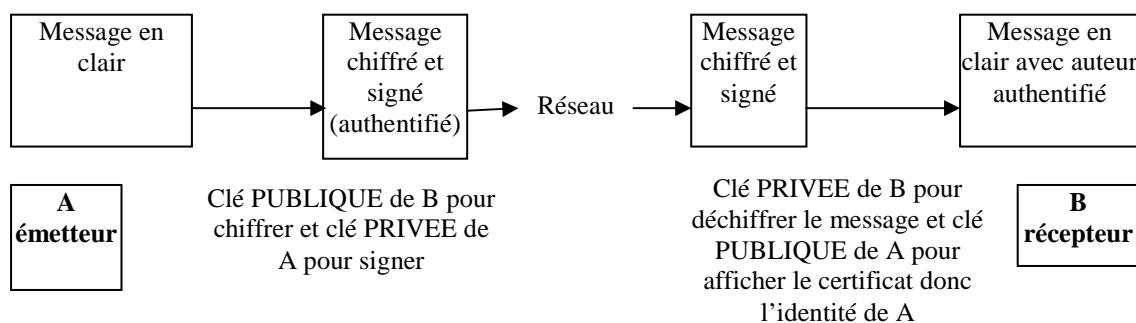 Message en
clair
Message
chiffré et
signé
(authentifié)
Réseau
Message
chiffré et
signé
Message en
clair avec auteur
authentifié
A
émetteur
Clé PUBLIQUE de B pour
chiffrer et clé PRIVEE de
A pour signer
Clé PRIVEE de B pour
déchiffrer le message et clé
PUBLIQUE de A pour
afficher le certificat donc
l’identité de A
B
récepteur